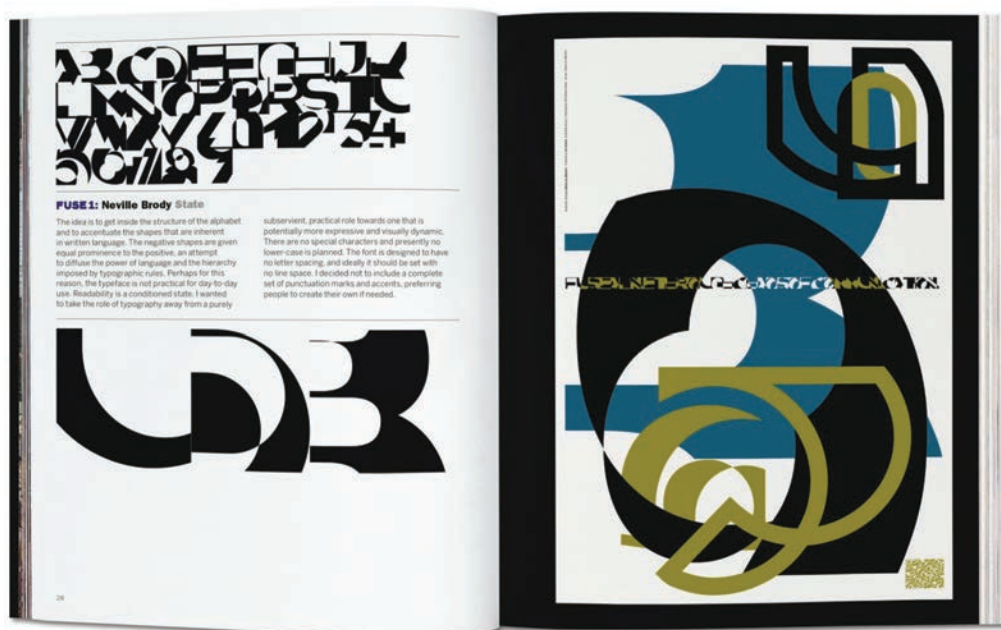 ABCDEFGHIJK
FUSE 1: Neville Brody State
The idea is to get inside the structure of the alphabet
and to accentuate the shapes that are inherent
in written language. The negative shapes are given
equal prominence to the positive, an attempt
to diffuse the power of language and the hierarchy
imposed by typographic rules. Perhaps for this
reason, the typeface is not practical for day-to-day
use. Readability is a conditioned state. I wanted
to take the role of typography away from a purely
subservient, practical role towards one that is
potentially more expressive and visually dynamic.
There are no special characters and presently no
lower-case is planned. The font is designed to have
no letter spacing, and ideally it should be set with
no line space. I decided not to include a complete
set of punctuation marks and accents, preferring
people to create their own if needed.
28